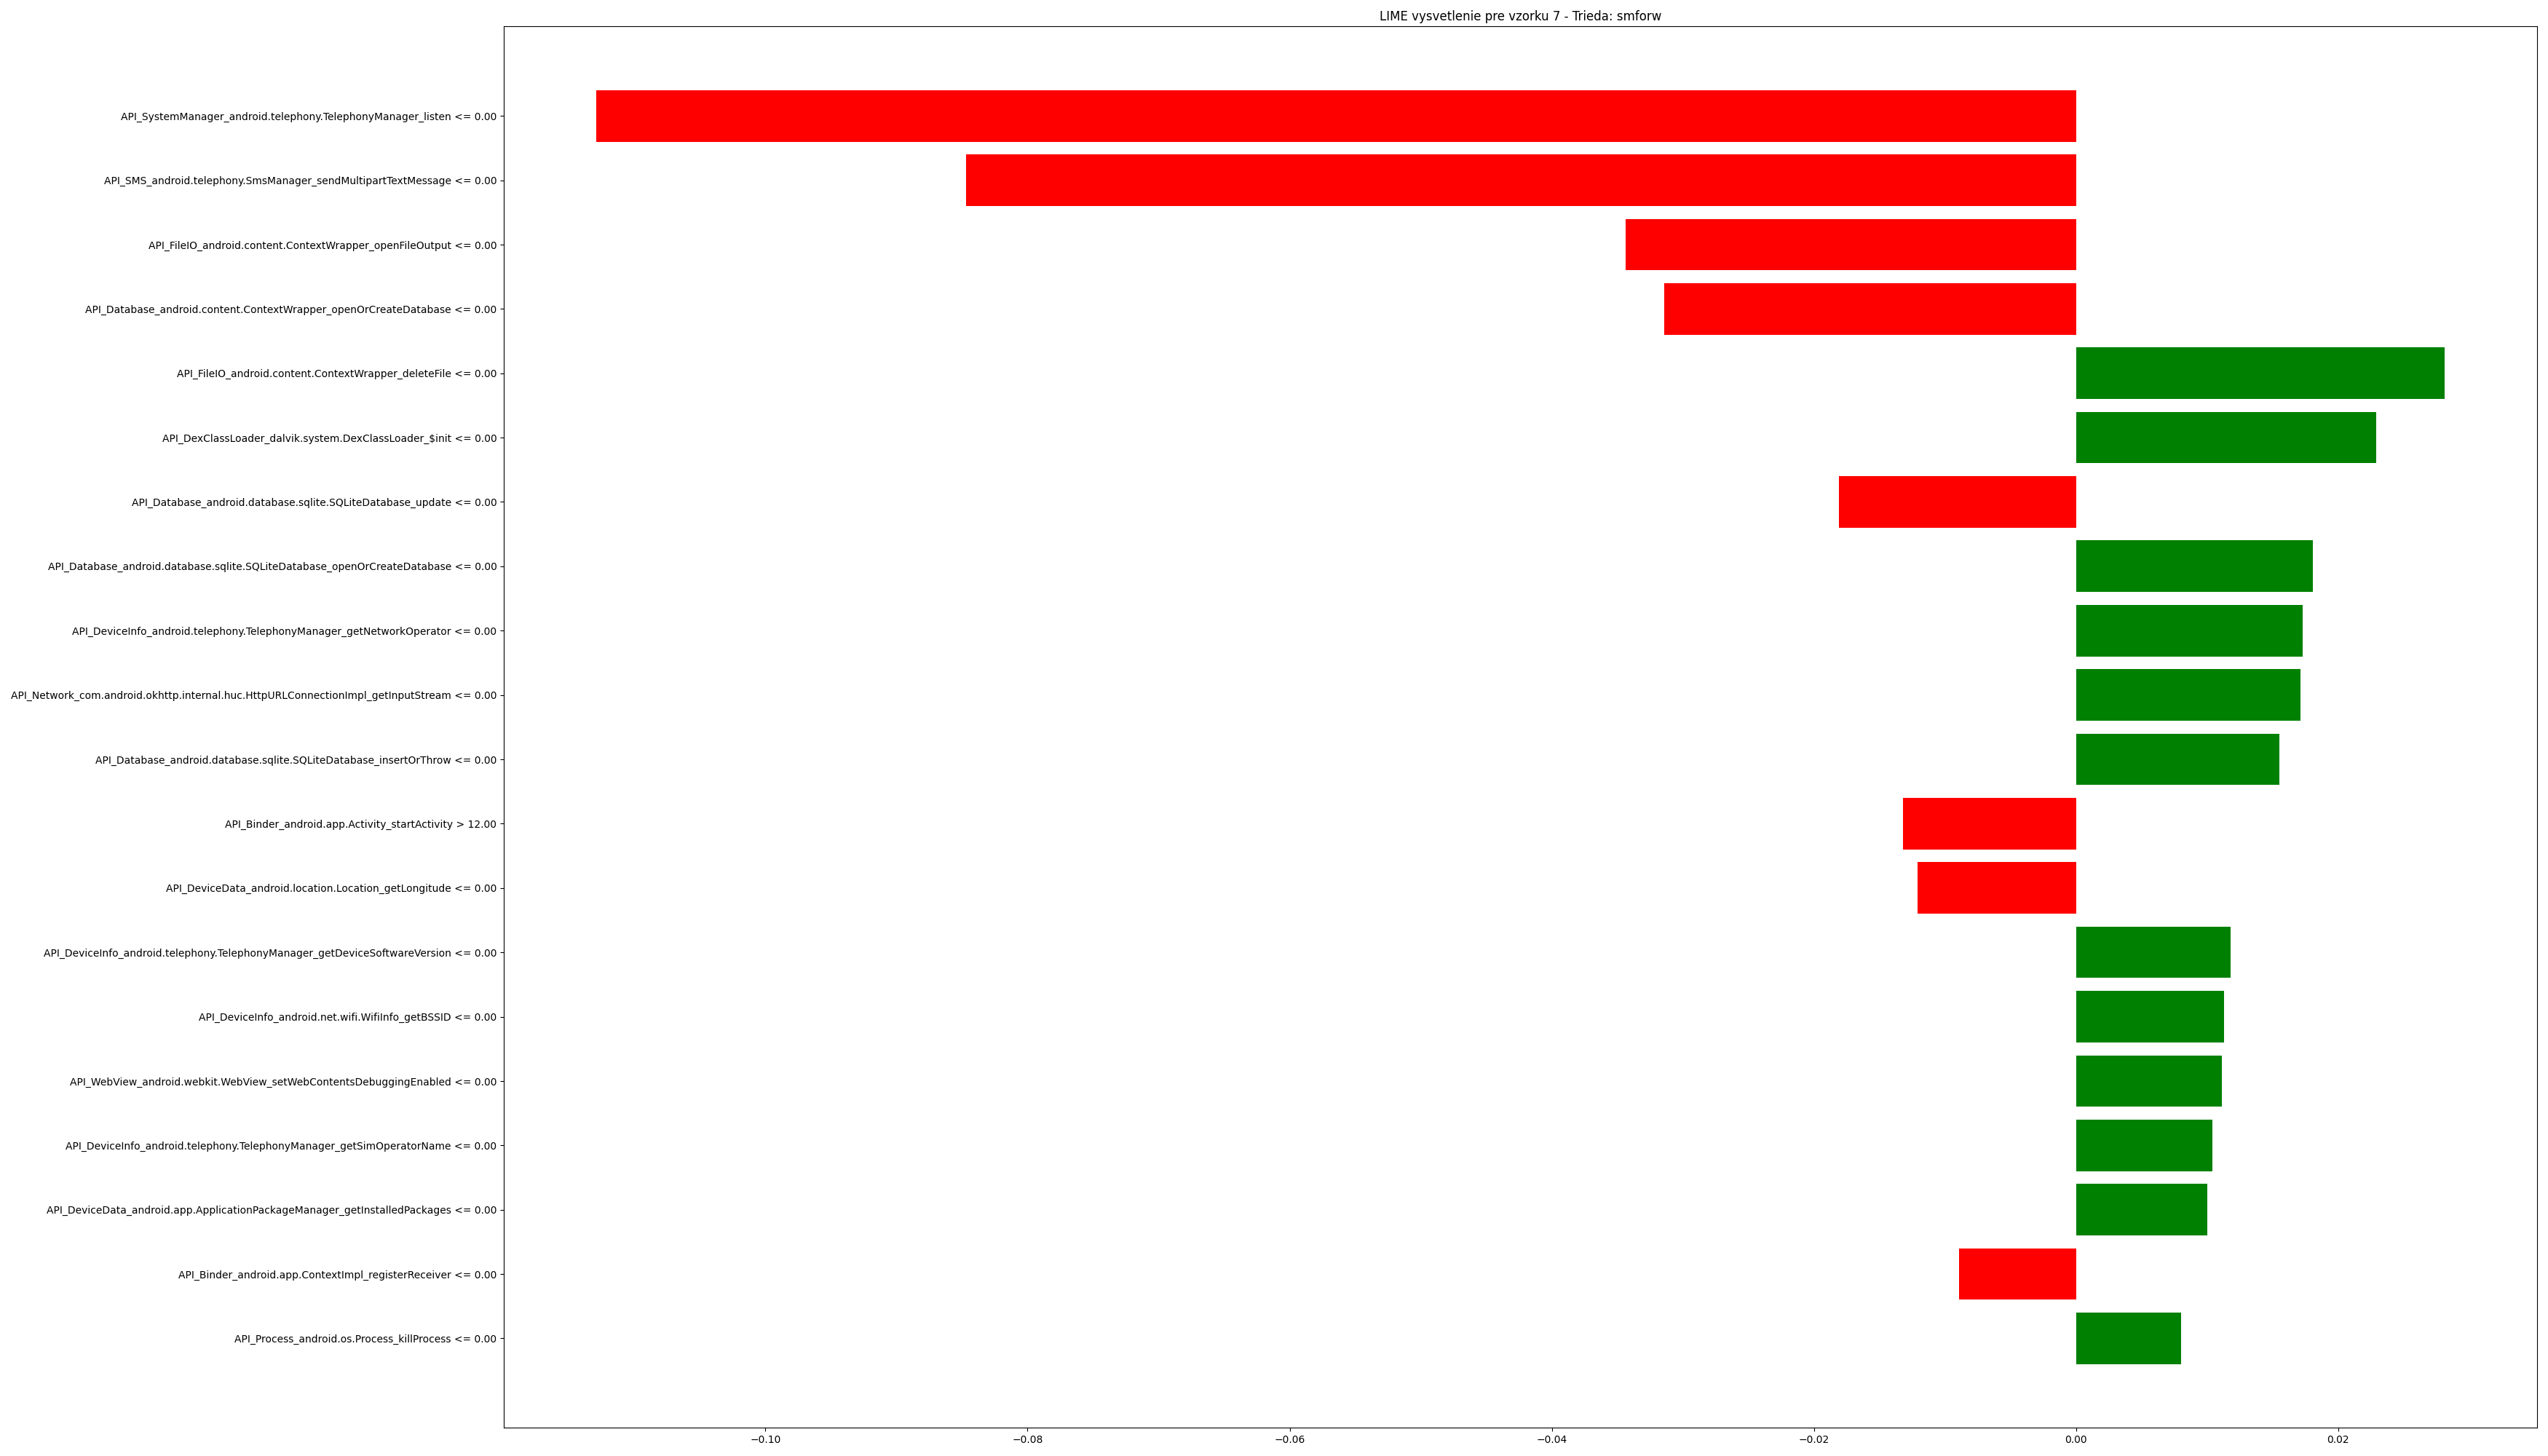 LIME vysvetlenie pre vzorku 7 - Trieda: smforw
API_SystemManager_android.telephony.TelephonyManager_listen <= 0.00
API_SMS_android.telephony.SmsManager_sendMultipartTextMessage <= 0.00
API_FileIO_android.content.ContextWrapper_openFileOutput <= 0.00
API_Database_android.content.ContextWrapper_openOrCreateDatabase <= 0.00
API_FileIO_android.content.ContextWrapper_deleteFile <= 0.00
API_DexClassLoader_dalvik.system.DexClassLoader_$init <= 0.00
API_Database_android.database.sqlite.SQLiteDatabase_update <= 0.00
API_Database_android.database.sqlite.SQLiteDatabase_openOrCreateDatabase <= 0.00
API_DeviceInfo_android.telephony.TelephonyManager_getNetworkOperator <= 0.00
API_Network_com.android.okhttp.internal.huc.HttpURLConnectionImpl_getInputStream <= 0.00
API_Database_android.database.sqlite.SQLiteDatabase_insertOrThrow <= 0.00
API_Binder_android.app.Activity_startActivity > 12.00
API_DeviceData_android.location.Location_getLongitude <= 0.00
API_DeviceInfo_android.telephony.TelephonyManager_getDeviceSoftwareVersion <= 0.00
API_DeviceInfo_android.net.wifi.WifiInfo_getBSSID <= 0.00
API_WebView_android.webkit.WebView_setWebContentsDebuggingEnabled <= 0.00
API_DeviceInfo_android.telephony.TelephonyManager_getSimOperatorName <= 0.00
API_DeviceData_android.app.ApplicationPackageManager_getInstalledPackages <= 0.00
API_Binder_android.app.ContextImpl_registerReceiver <= 0.00
API_Process_android.os.Process_killProcess <= 0.00
−0.10 −0.08 −0.06 −0.04 −0.02 0.00 0.02